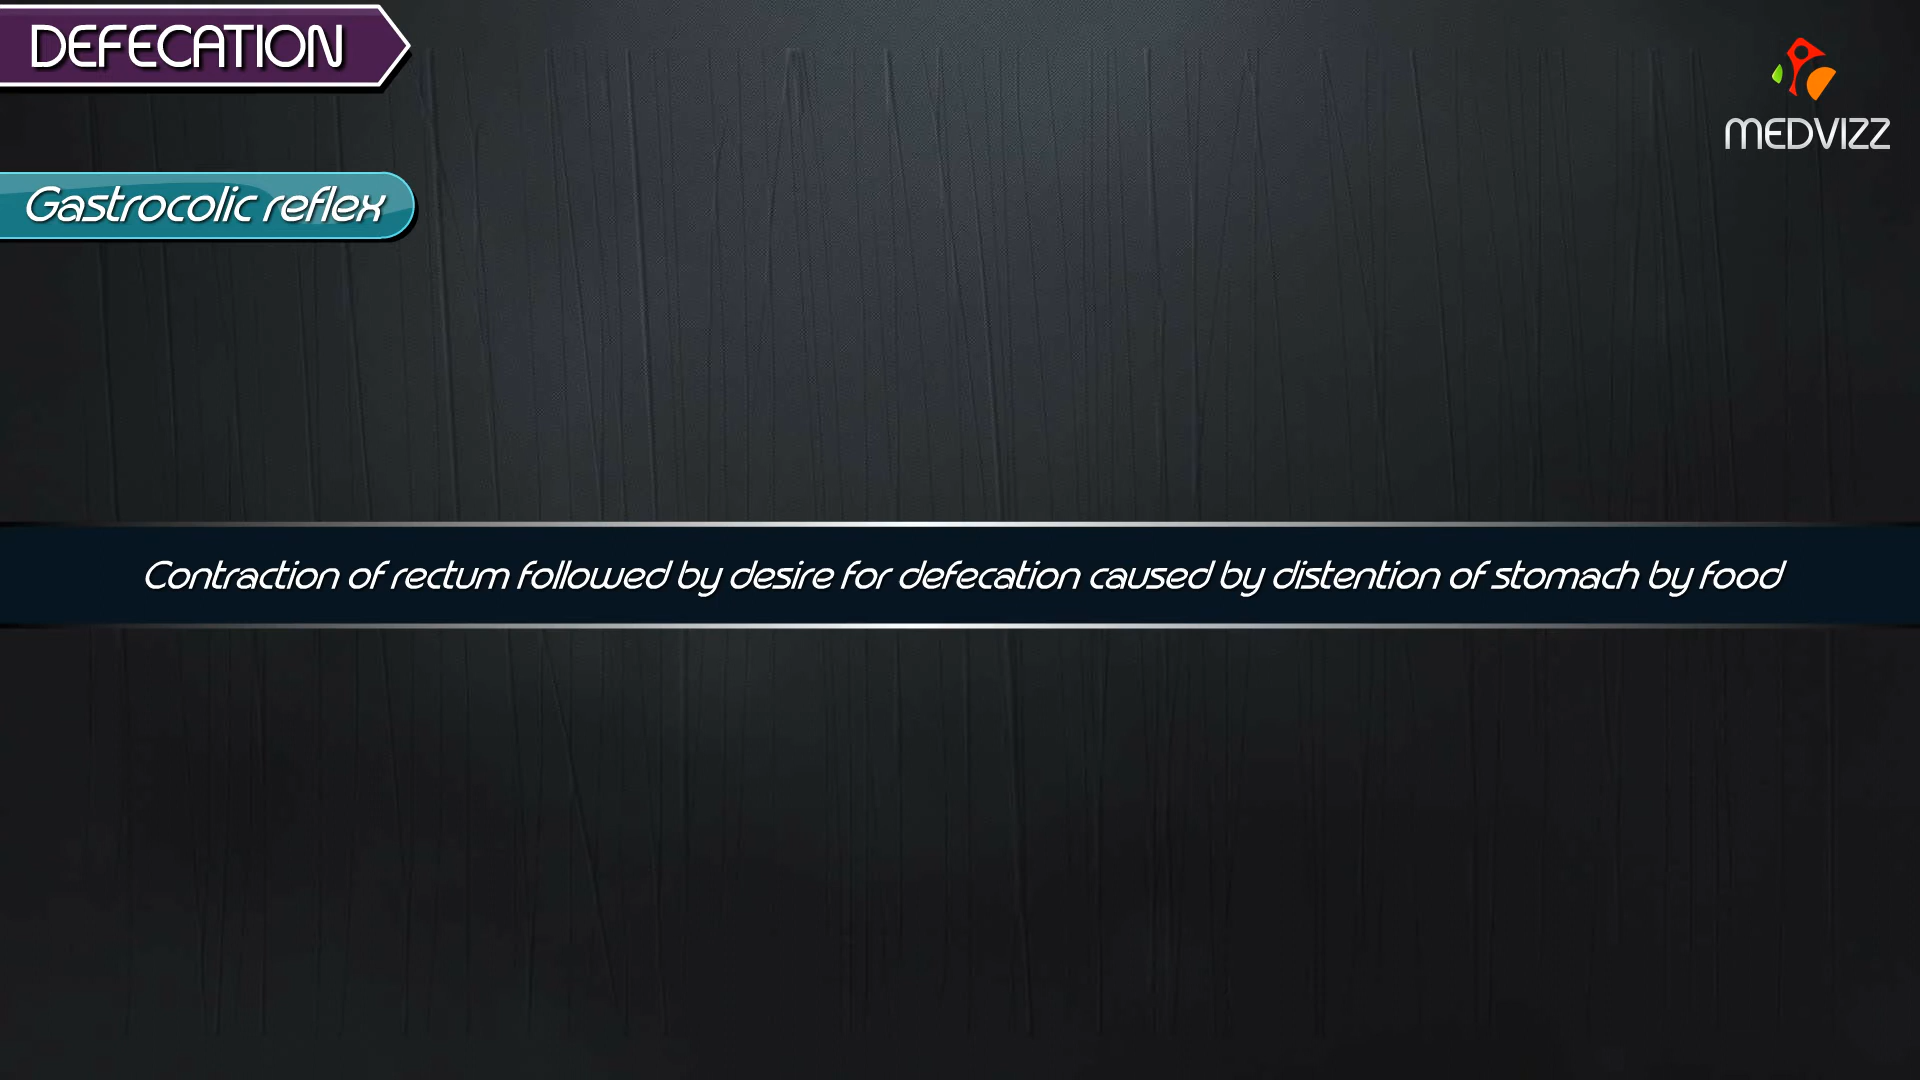 DEFECATION
MEDVIZZ
Gastrocolic reflex
Contraction of rectum followed by desire for defecation caused by distention of stomach by food